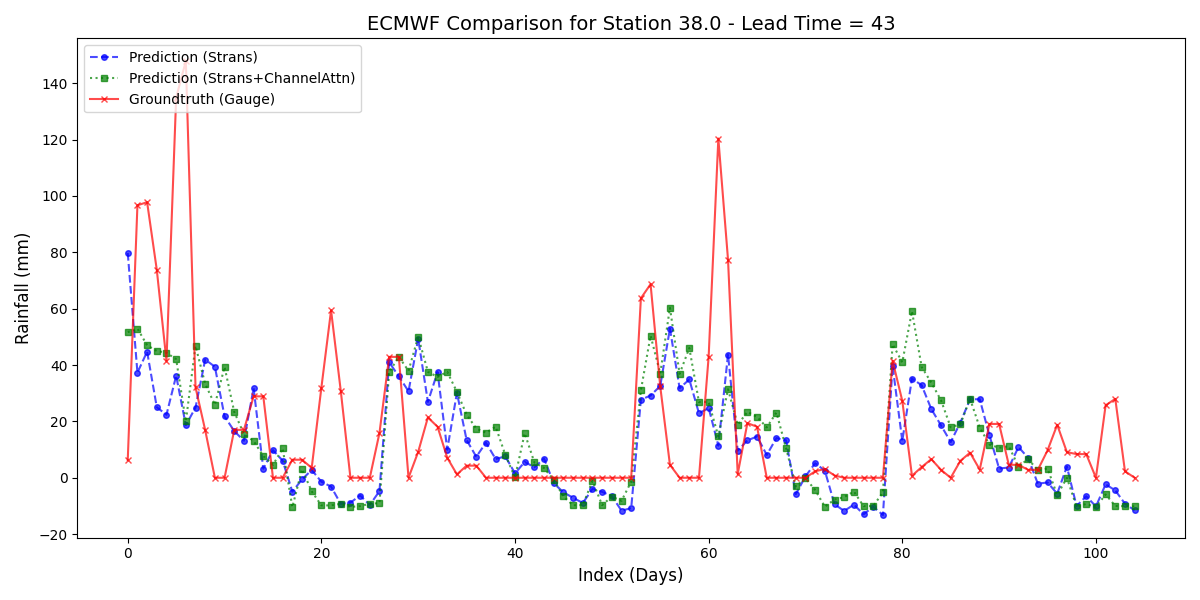 ECMWF Comparison for Station 38.0 - Lead Time = 43
Prediction (Strans)
Prediction (Strans+ChannelAttn)
Groundtruth (Gauge)
Rainfall (mm)
140
120
100
80
60
40
20
0
−20
0
20
40
60
80
100
Index (Days)